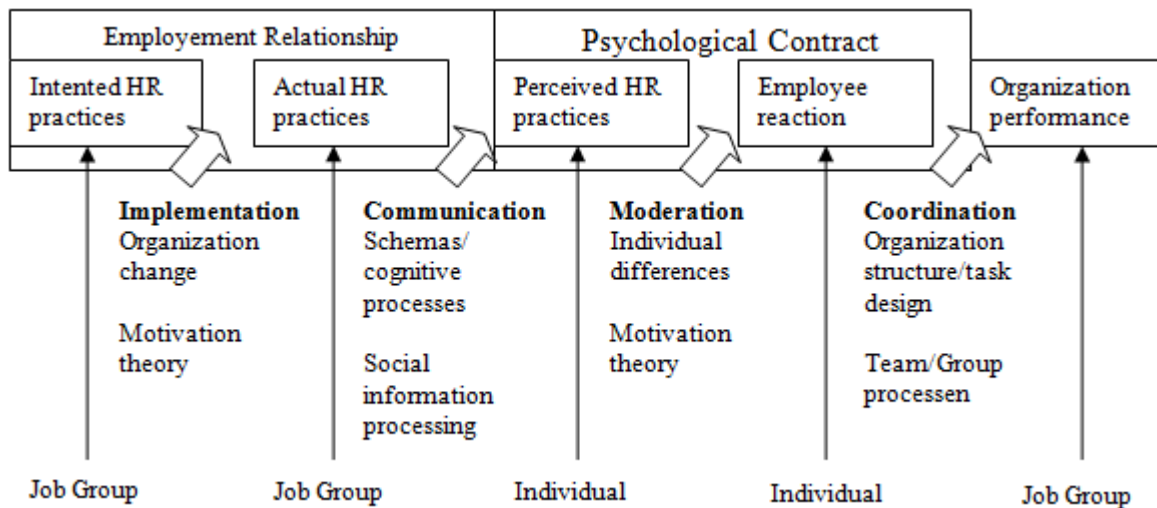 Employement Relationship
Psychological Contract
Intented HR
practices
Actual HR
practices
Perceived HR
practices
Employee
reaction
Organization
performance
Implementation
Organization
change
Motivation
theory
Communication
Schemas/
cognitive
processes
Social
information
processing
Moderation
Individual
differences
Motivation
theory
Coordination
Organization
structure/task
design
Team/Group
processen
Job Group
Job Group
Individual
Individual
Job Group